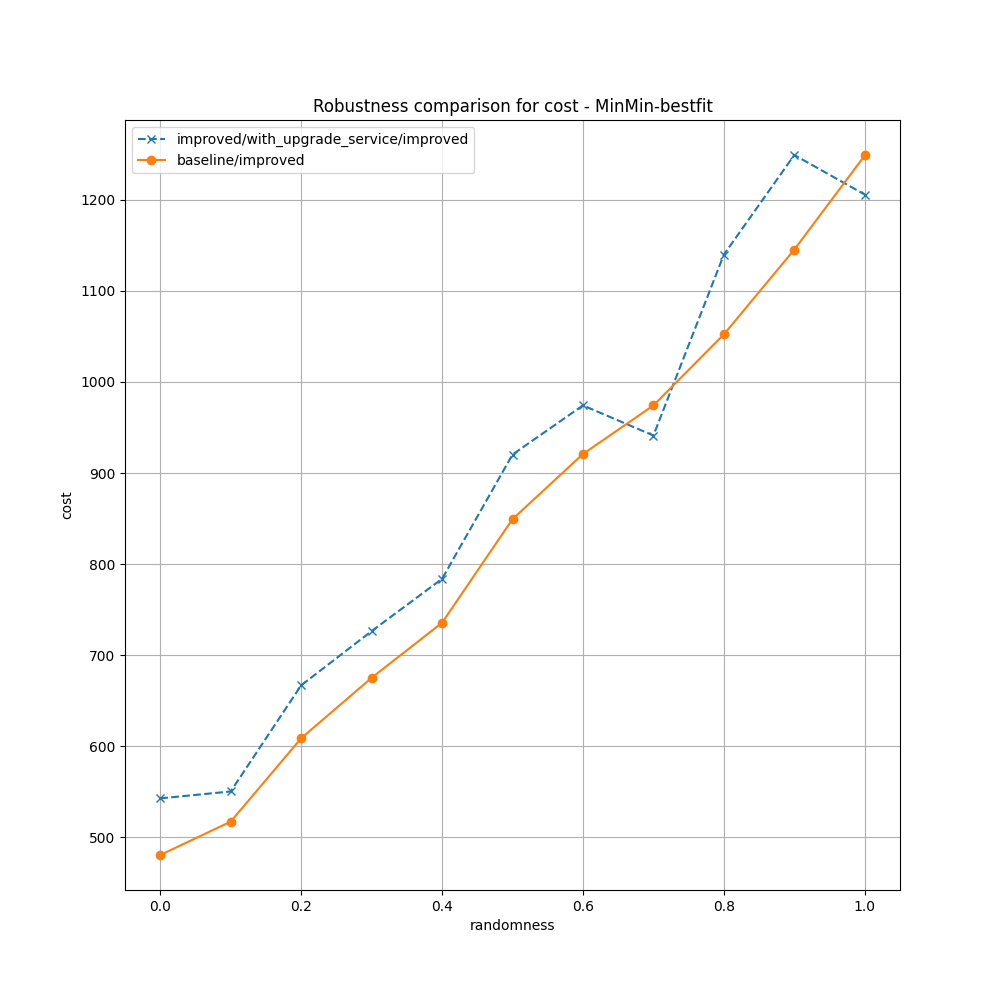 Robustness comparison for cost - MinMin-bestfit
improved/with_upgrade_service/improved
baseline/improved
1200
1100
1000
900
800
700
600
500
cost
0.0 0.2 0.4 0.6 0.8 1.0
randomness